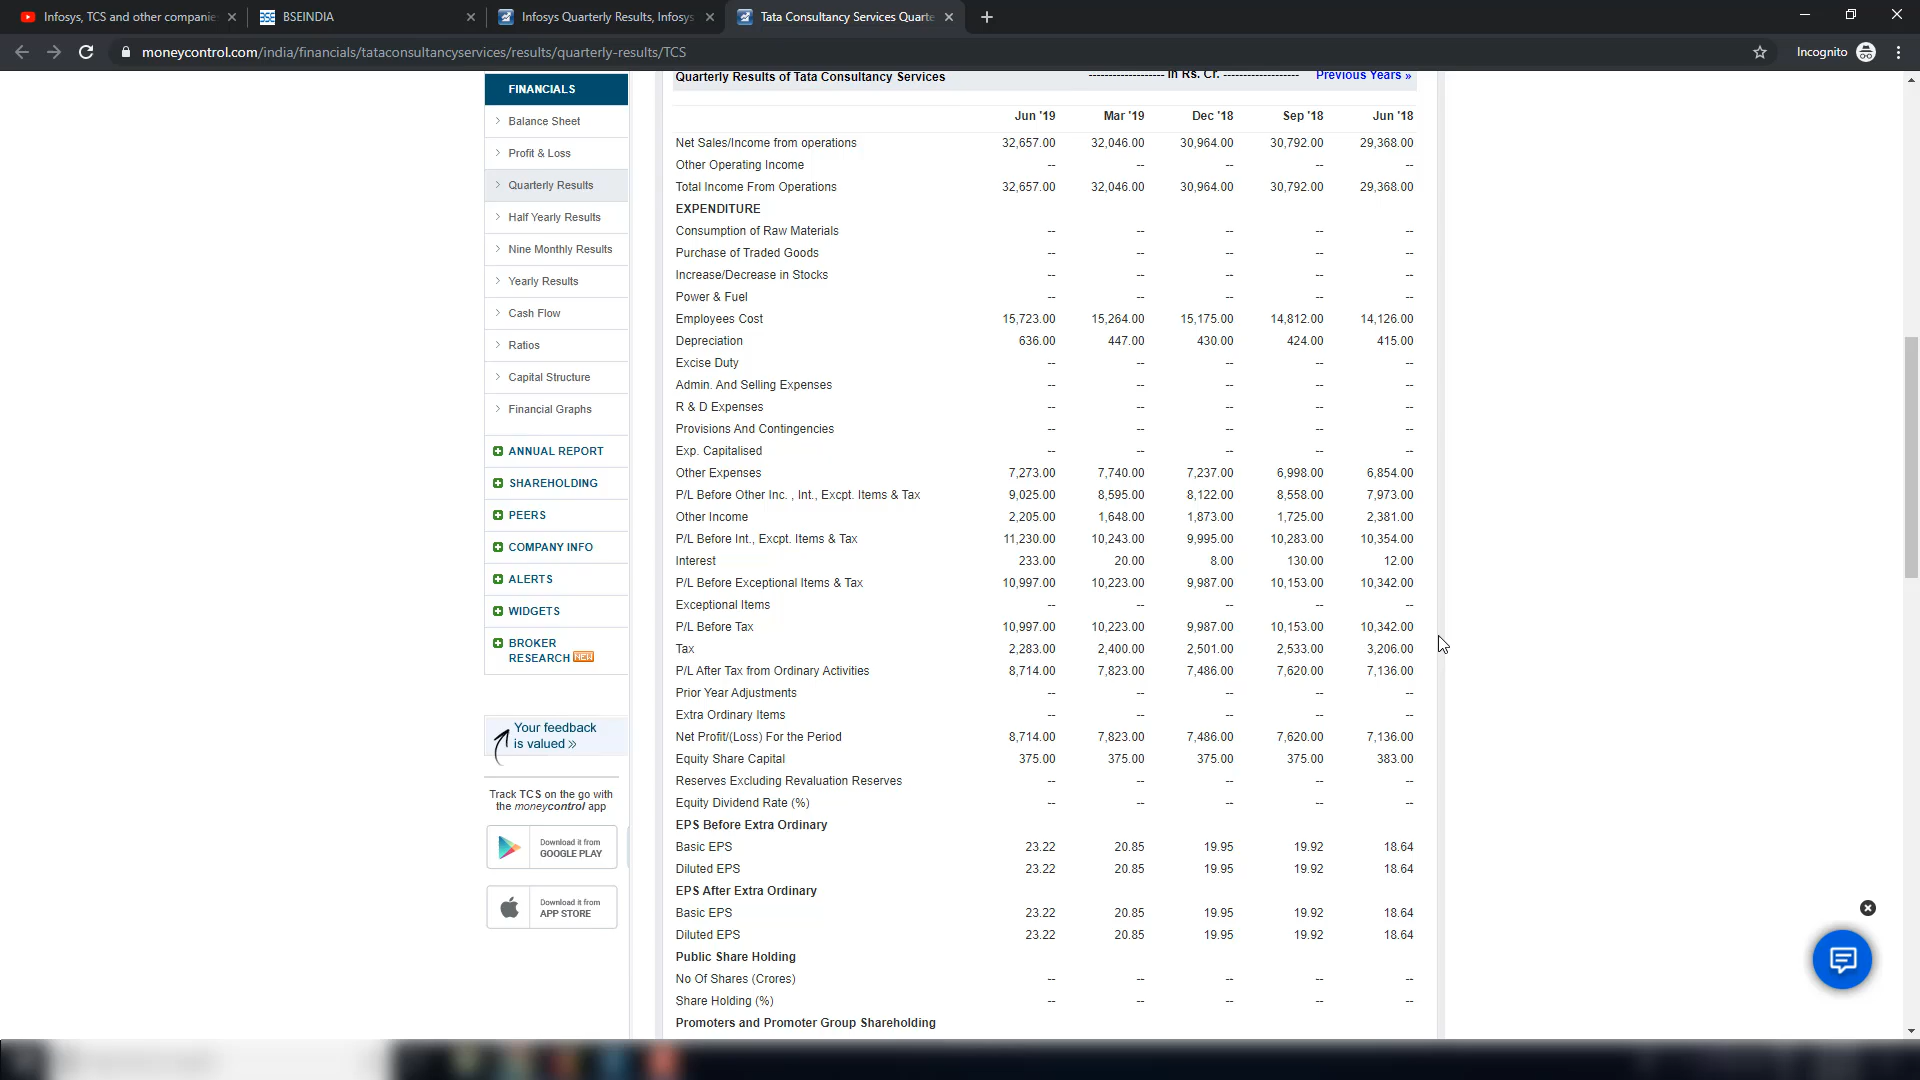 Infosys, TCS and other companie
BSEINDIA
Infosys Quarterly Results, Infosys
Tata Consultancy Services Quarte
moneycontrol.com/india/financials/tataconsultancyservices/results/quarterly-results/TCS
Incognito
FINANCIALS
Balance Sheet
Profit & Loss
Quarterly Results
Half Yearly Results
Nine Monthly Results
Yearly Results
Cash Flow
Ratios
Capital Structure
Financial Graphs
ANNUAL REPORT
SHAREHOLDING
PEERS
COMPANY INFO
ALERTS
WIDGETS
BROKER
RESEARCH NEW
Your feedback
is valued »
Track TCS on the go with
the moneycontrol app
Download it from
GOOGLE PLAY
Download it from
APP STORE
Quarterly Results of Tata Consultancy Services ------------------- in Rs. Cr. ------------------- Previous Years »
Jun '19 Mar '19 Dec '18 Sep '18 Jun '18
Net Sales/Income from operations 32,657.00 32,046.00 30,964.00 30,792.00 29,368.00
Other Operating Income -- -- -- -- --
Total Income From Operations 32,657.00 32,046.00 30,964.00 30,792.00 29,368.00
EXPENDITURE
Consumption of Raw Materials -- -- -- -- --
Purchase of Traded Goods -- -- -- -- --
Increase/Decrease in Stocks -- -- -- -- --
Power & Fuel -- -- -- -- --
Employees Cost 15,723.00 15,264.00 15,175.00 14,812.00 14,126.00
Depreciation 636.00 447.00 430.00 424.00 415.00
Excise Duty -- -- -- -- --
Admin. And Selling Expenses -- -- -- -- --
R & D Expenses -- -- -- -- --
Provisions And Contingencies -- -- -- -- --
Exp. Capitalised -- -- -- -- --
Other Expenses 7,273.00 7,740.00 7,237.00 6,998.00 6,854.00
P/L Before Other Inc. , Int., Excpt. Items & Tax 9,025.00 8,595.00 8,122.00 8,558.00 7,973.00
Other Income 2,205.00 1,648.00 1,873.00 1,725.00 2,381.00
P/L Before Int., Excpt. Items & Tax 11,230.00 10,243.00 9,995.00 10,283.00 10,354.00
Interest 233.00 20.00 8.00 130.00 12.00
P/L Before Exceptional Items & Tax 10,997.00 10,223.00 9,987.00 10,153.00 10,342.00
Exceptional Items -- -- -- -- --
P/L Before Tax 10,997.00 10,223.00 9,987.00 10,153.00 10,342.00
Tax 2,283.00 2,400.00 2,501.00 2,533.00 3,206.00
P/L After Tax from Ordinary Activities 8,714.00 7,823.00 7,486.00 7,620.00 7,136.00
Prior Year Adjustments -- -- -- -- --
Extra Ordinary Items -- -- -- -- --
Net Profit/(Loss) For the Period 8,714.00 7,823.00 7,486.00 7,620.00 7,136.00
Equity Share Capital 375.00 375.00 375.00 375.00 383.00
Reserves Excluding Revaluation Reserves -- -- -- -- --
Equity Dividend Rate (%) -- -- -- -- --
EPS Before Extra Ordinary
Basic EPS 23.22 20.85 19.95 19.92 18.64
Diluted EPS 23.22 20.85 19.95 19.92 18.64
EPS After Extra Ordinary
Basic EPS 23.22 20.85 19.95 19.92 18.64
Diluted EPS 23.22 20.85 19.95 19.92 18.64
Public Share Holding
No Of Shares (Crores) -- -- -- -- --
Share Holding (%) -- -- -- -- --
Promoters and Promoter Group Shareholding